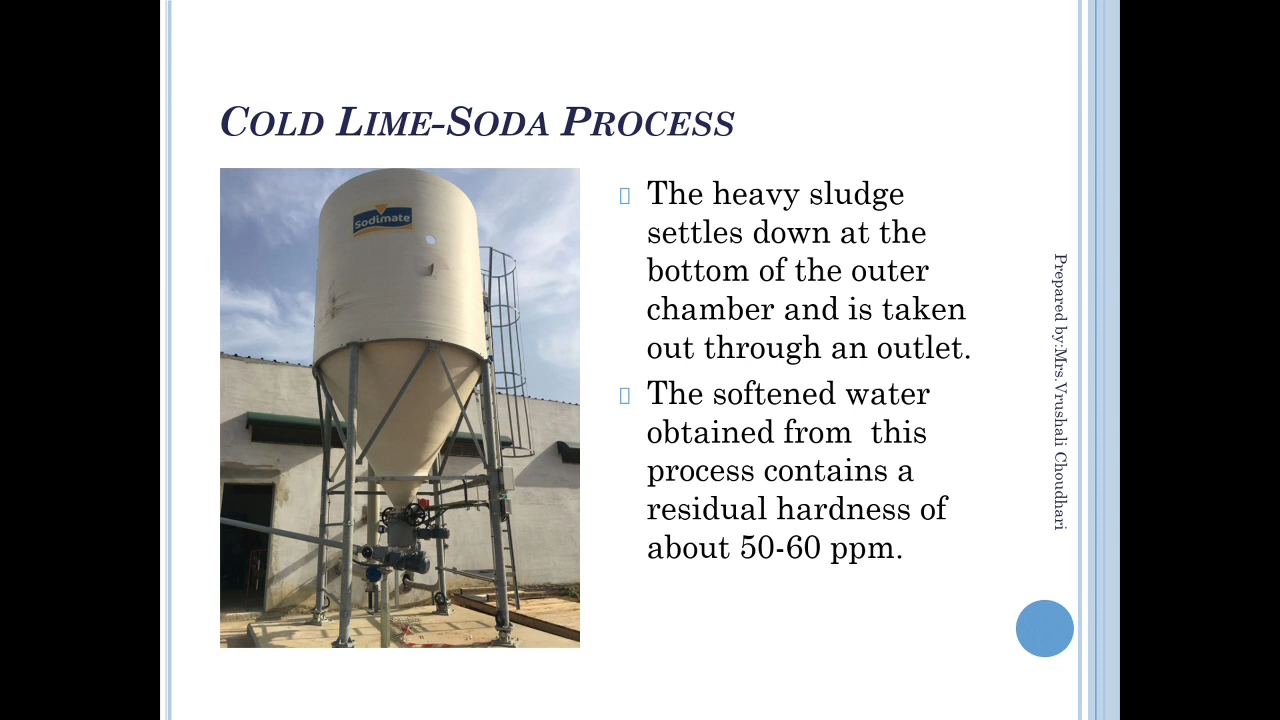 COLD LIME-SODA PROCESS
Sodimate
The heavy sludge
settles down at the
bottom of the outer
chamber and is taken
out through an outlet.
The softened water
obtained from  this
process contains a
residual hardness of
about 50-60 ppm.
Prepared by:Mrs.Vrushali Choudhari